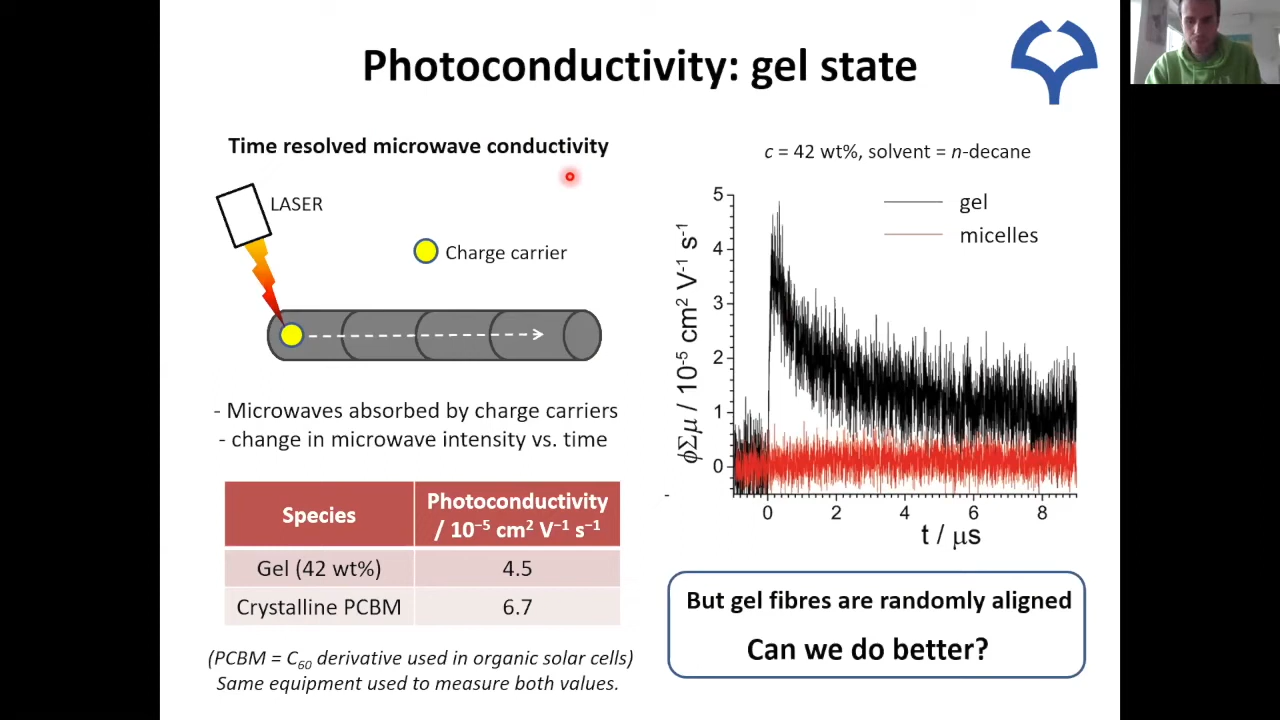 Photoconductivity: gel state
Time resolved microwave conductivity
LASER
Charge carrier
- Microwaves absorbed by charge carriers
- change in microwave intensity vs. time
Species
Photoconductivity
/ 10⁻⁵ cm² V⁻¹ s⁻¹
Gel (42 wt%)
4.5
Crystalline PCBM
6.7
(PCBM = C₆₀ derivative used in organic solar cells)
Same equipment used to measure both values.
c = 42 wt%, solvent = n-decane
gel
micelles
ϕΣμ / 10⁻⁵ cm² V⁻¹ s⁻¹
5
4
3
2
1
0
-
0 2 4 6 8
t / μs
But gel fibres are randomly aligned
Can we do better?